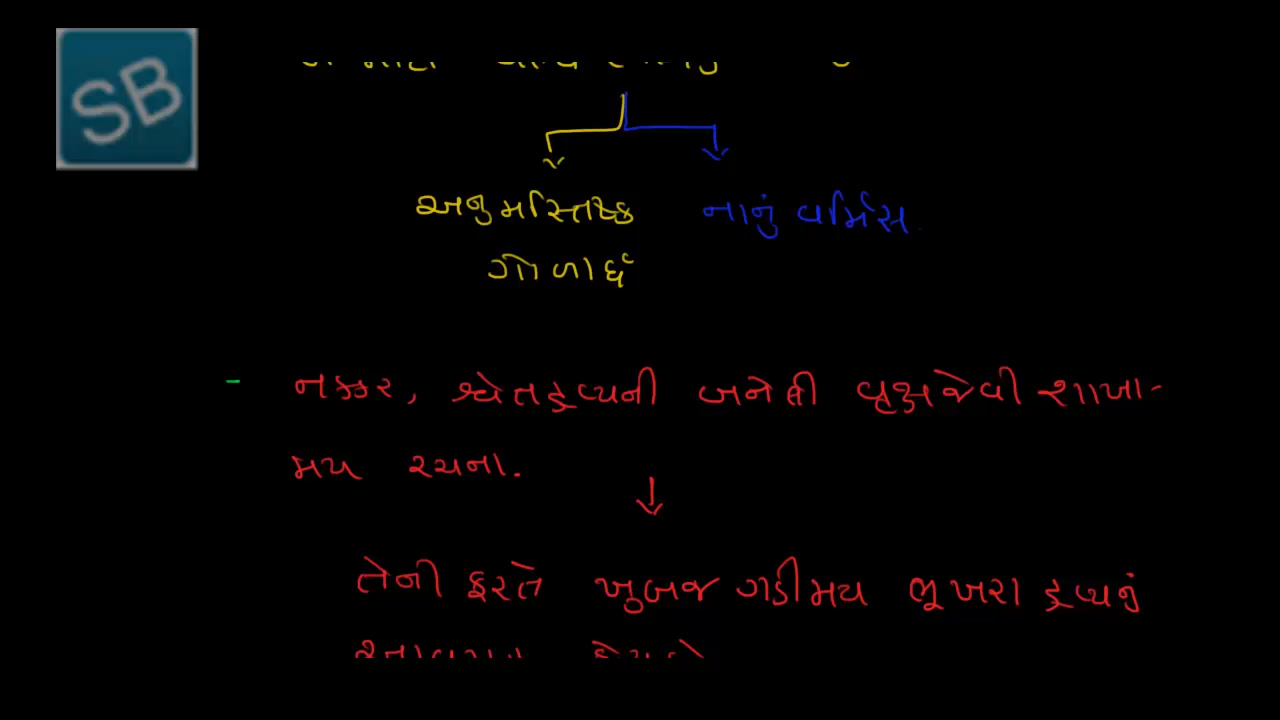 SB
અનુમસ્તિષ્ક નાનું વર્મિસ.
ગોળાર્ધ
- નક્કર, શ્વેતદ્રવ્યની બનેલી વૃક્ષજેવી શાખા-
મય રચના.
તેની ફરતે ખુબજ ગડીમય ભૂખરા દ્રવ્યનું